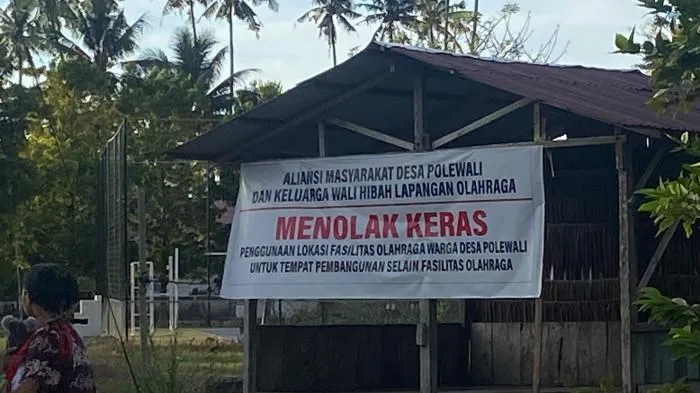 ALIANSI MASYARAKAT DESA POLEWALI
DAN KELUARGA WALI HIBAH LAPANGAN OLAHRAGA
MENOLAK KERAS
PENGGUNAAN LOKASI FASILITAS OLAHRAGA WARGA DESA POLEWALI
UNTUK TEMPAT PEMBANGUNAN SELAIN FASILITAS OLAHRAGA